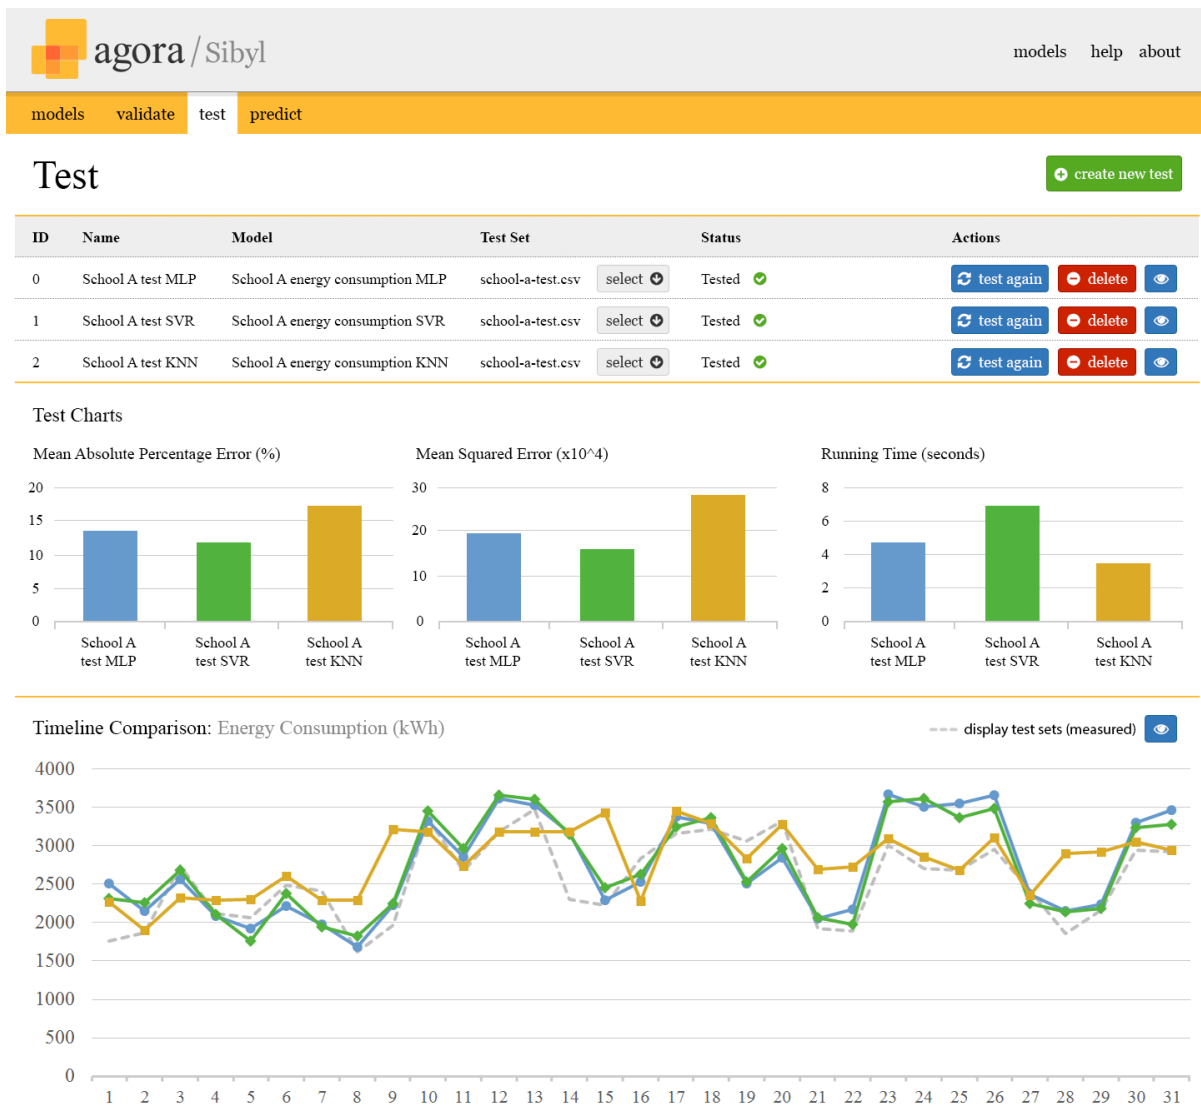 agora / Sibyl
models help about
models validate test predict
Test
create new test
ID Name Model Test Set Status Actions
0 School A test MLP School A energy consumption MLP school-a-test.csv select Tested test again delete
1 School A test SVR School A energy consumption SVR school-a-test.csv select Tested test again delete
2 School A test KNN School A energy consumption KNN school-a-test.csv select Tested test again delete
Test Charts
Mean Absolute Percentage Error (%)
20
15
10
5
0
School A
test MLP
School A
test SVR
School A
test KNN
Mean Squared Error (x10^4)
30
20
10
0
School A
test MLP
School A
test SVR
School A
test KNN
Running Time (seconds)
8
6
4
2
0
School A
test MLP
School A
test SVR
School A
test KNN
Timeline Comparison: Energy Consumption (kWh)
display test sets (measured)
4000
3500
3000
2500
2000
1500
1000
500
0
1 2 3 4 5 6 7 8 9 10 11 12 13 14 15 16 17 18 19 20 21 22 23 24 25 26 27 28 29 30 31